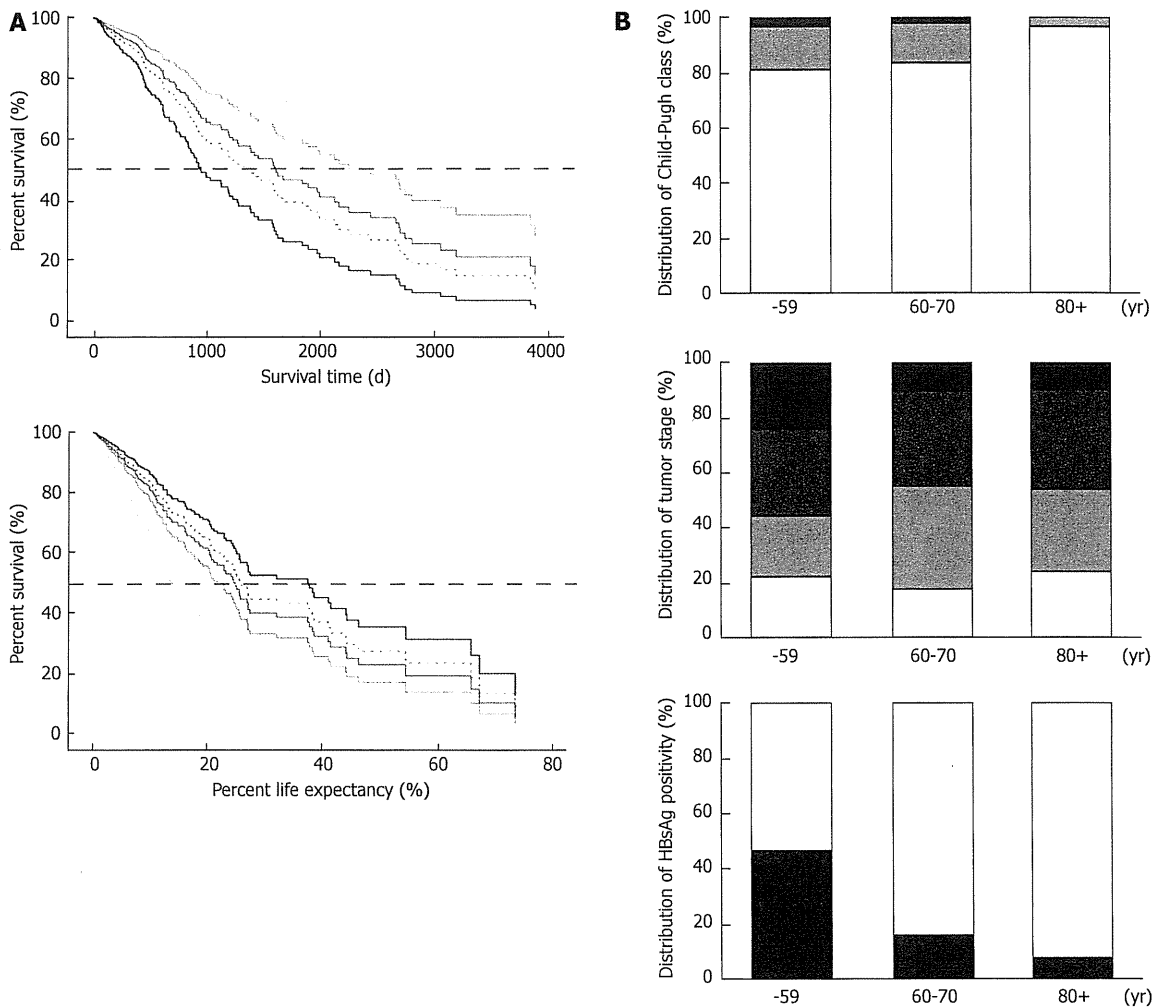 A
Percent survival (%)
100
80
60
40
20
0
0 1000 2000 3000 4000
Survival time (d)
Percent survival (%)
100
80
60
40
20
0
0 20 40 60 80
Percent life expectancy (%)
B
Distribution of Child-Pugh class (%)
100
80
60
40
20
0
-59 60-70 80+ (yr)
Distribution of tumor stage (%)
100
80
60
40
20
0
-59 60-70 80+ (yr)
Distribution of HBsAg positivity (%)
100
80
60
40
20
0
-59 60-70 80+ (yr)